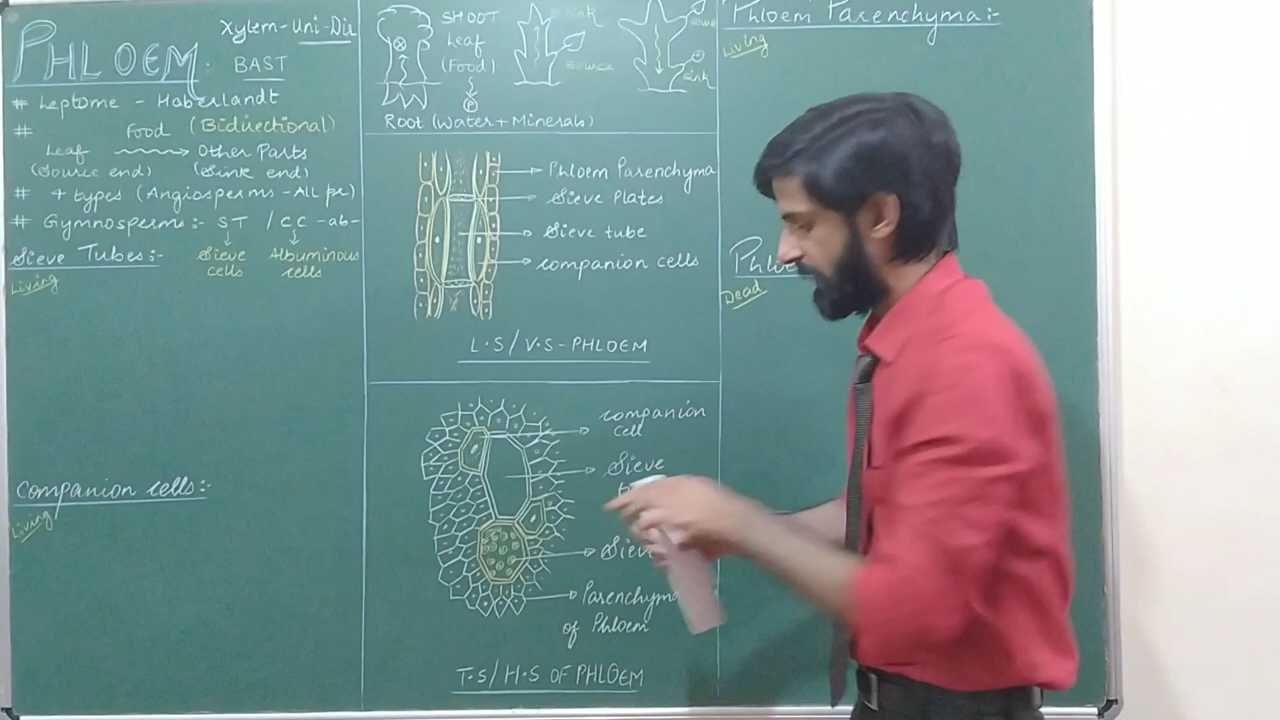 Xylem-Uni-Dir
PHLOEM:
BAST
# Leptome - Haberlandt
# Food (Bidirectional)
Leaf → Other Parts
(Source end) (Sink end)
# 4 types (Angiosperms - All pr)
# Gymnosperms:- ST / CC -ab-
Sieve cells
Albuminous cells
Sieve Tubes:-
Living
Companion cells:-
Living
SHOOT
Leaf
(Food)
Root (Water + Minerals)
Sink
Source
Sink
Phloem Parenchyma
Sieve Plates
Sieve tube
Companion cells
L.S/V.S-PHLOEM
Companion
Cell
Sieve
Parenchyma
of Phloem
T.S/H.S OF PHLOEM
Phloem Parenchyma:-
Living
Dead